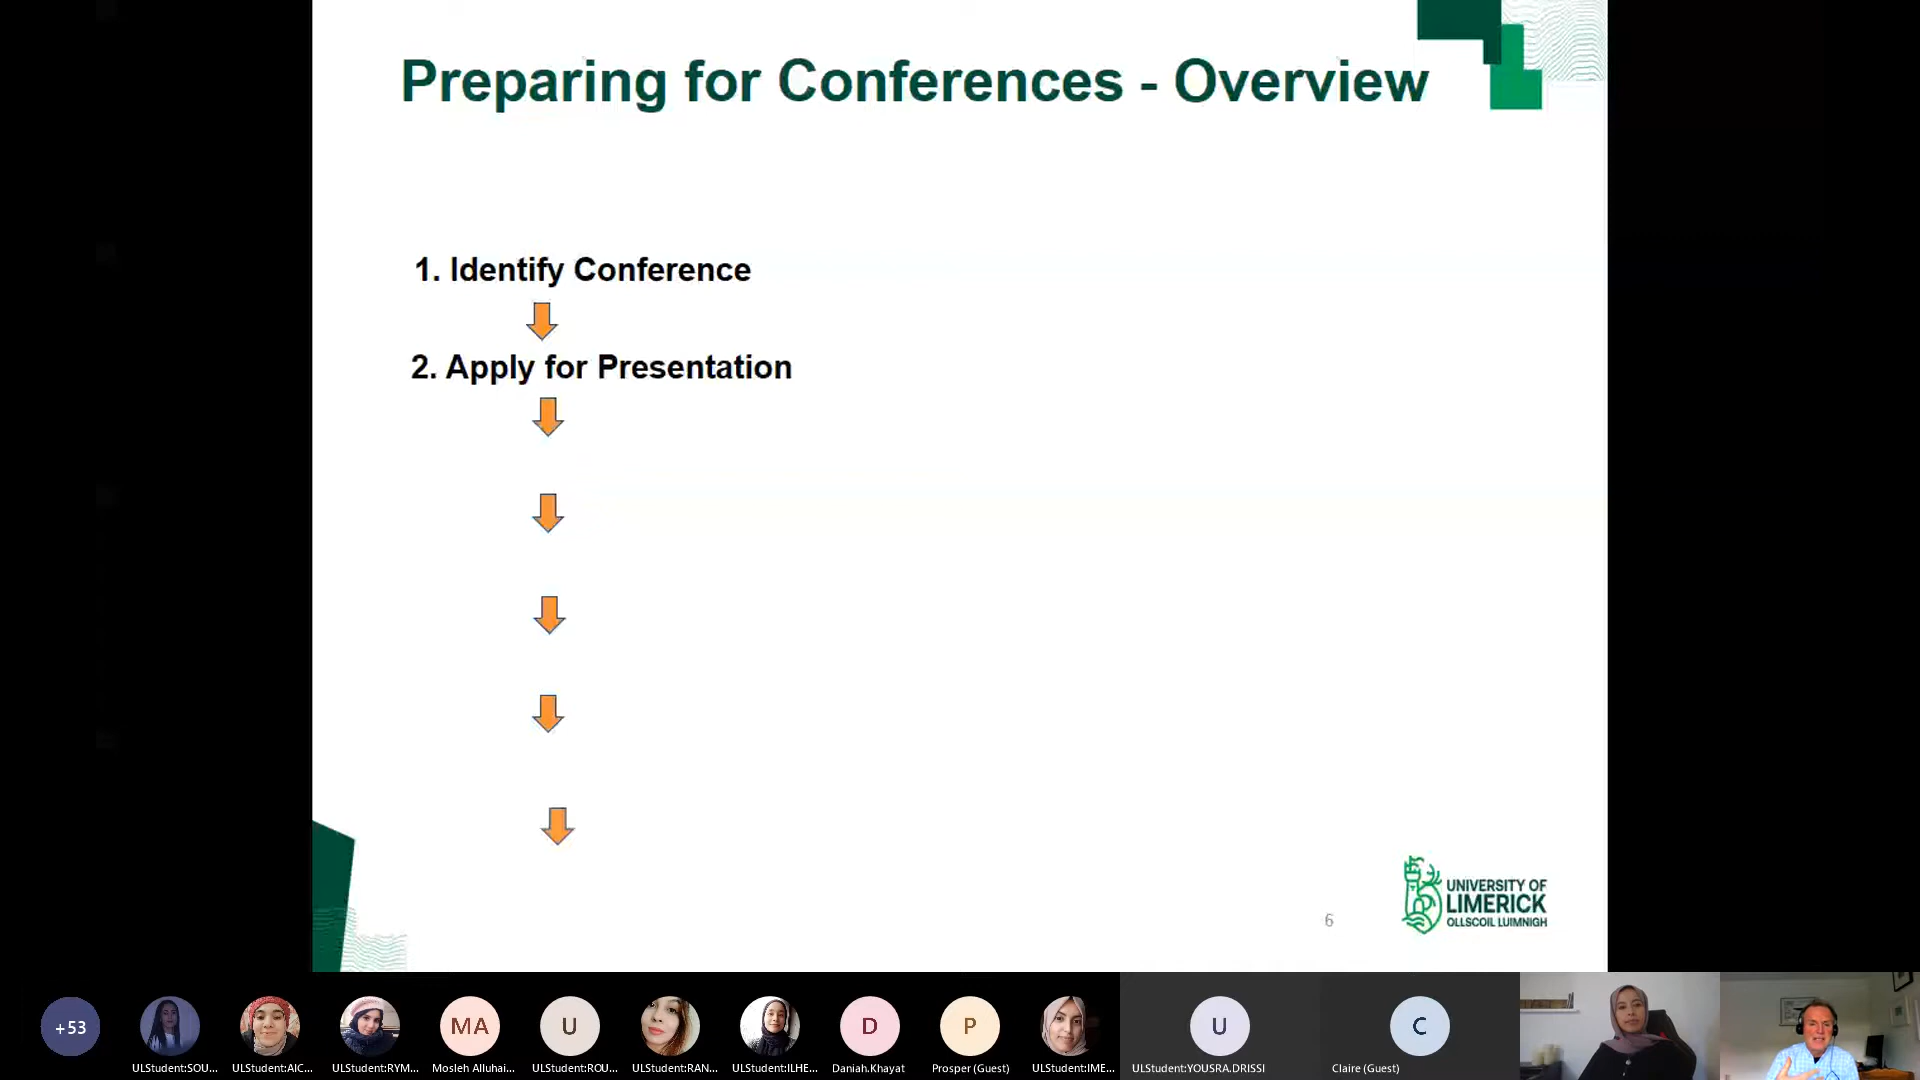 Preparing for Conferences - Overview
1. Identify Conference
2. Apply for Presentation
6
UNIVERSITY OF
LIMERICK
OLLSCOIL LUIMNIGH
+53
MA
U
D
P
U
C
ULStudent:SOU...
ULStudent:AIC...
ULStudent:RYM...
Mosleh Alluhai...
ULStudent:ROU...
ULStudent:RAN...
ULStudent:ILHE...
Daniah.Khayat
Prosper (Guest)
ULStudent:IME...
ULStudent:YOUSRA.DRISSI
Claire (Guest)